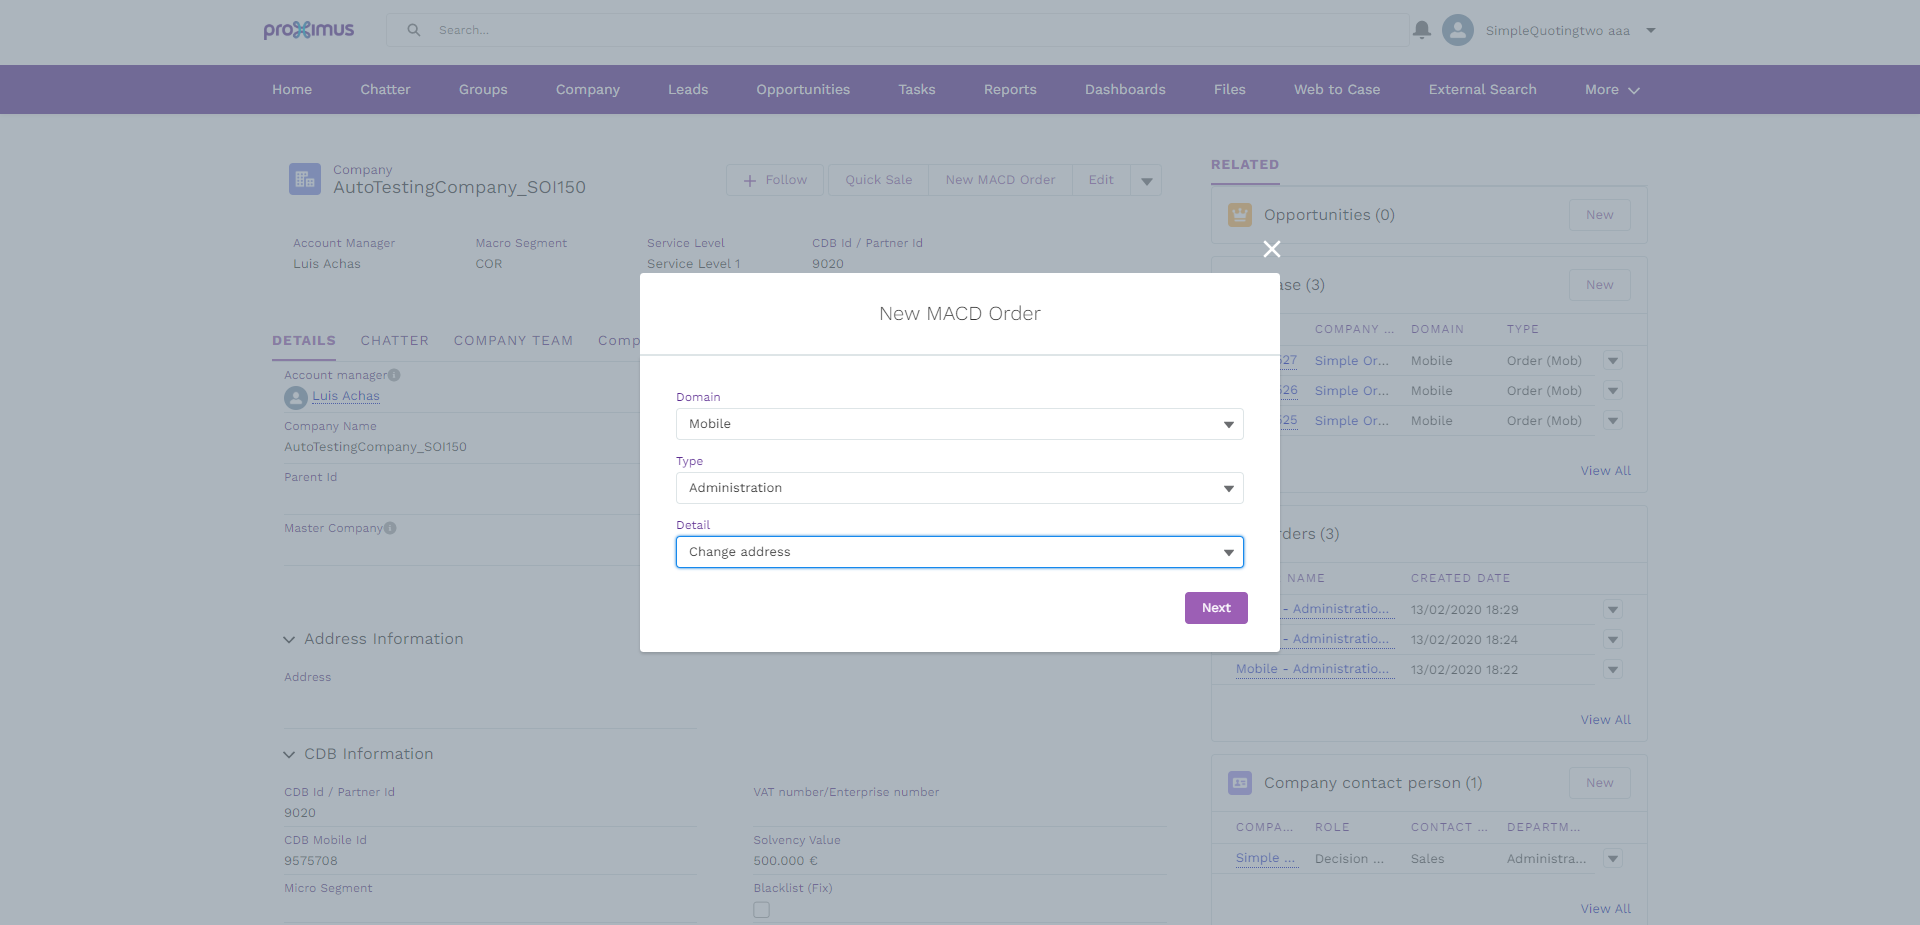 proximus
Search...
SimpleQuotingtwo aaa
Home
Chatter
Groups
Company
Leads
Opportunities
Tasks
Reports
Dashboards
Files
Web to Case
External Search
More
Company
AutoTestingCompany_SOI150
Follow
Quick Sale
New MACD Order
Edit
Account Manager
Luis Achas
Macro Segment
COR
Service Level
Service Level 1
CDB Id / Partner Id
9020
DETAILS
CHATTER
COMPANY TEAM
Comp
Account manager
Luis Achas
Company Name
AutoTestingCompany_SOI150
Parent Id
Master Company
Address Information
Address
CDB Information
CDB Id / Partner Id
9020
VAT number/Enterprise number
CDB Mobile Id
9575708
Solvency Value
500.000 €
Micro Segment
Blacklist (Fix)
New MACD Order
Domain
Mobile
Type
Administration
Detail
Change address
Next
RELATED
Opportunities (0)
New
ase (3)
New
COMPANY ...
DOMAIN
TYPE
527 Simple Or... Mobile Order (Mob)
526 Simple Or... Mobile Order (Mob)
525 Simple Or... Mobile Order (Mob)
View All
rders (3)
NAME
CREATED DATE
- Administratio... 13/02/2020 18:29
- Administratio... 13/02/2020 18:24
Mobile - Administratio... 13/02/2020 18:22
View All
Company contact person (1)
New
COMPA...
ROLE
CONTACT ...
DEPARTM...
Simple ... Decision ... Sales Administra...
View All